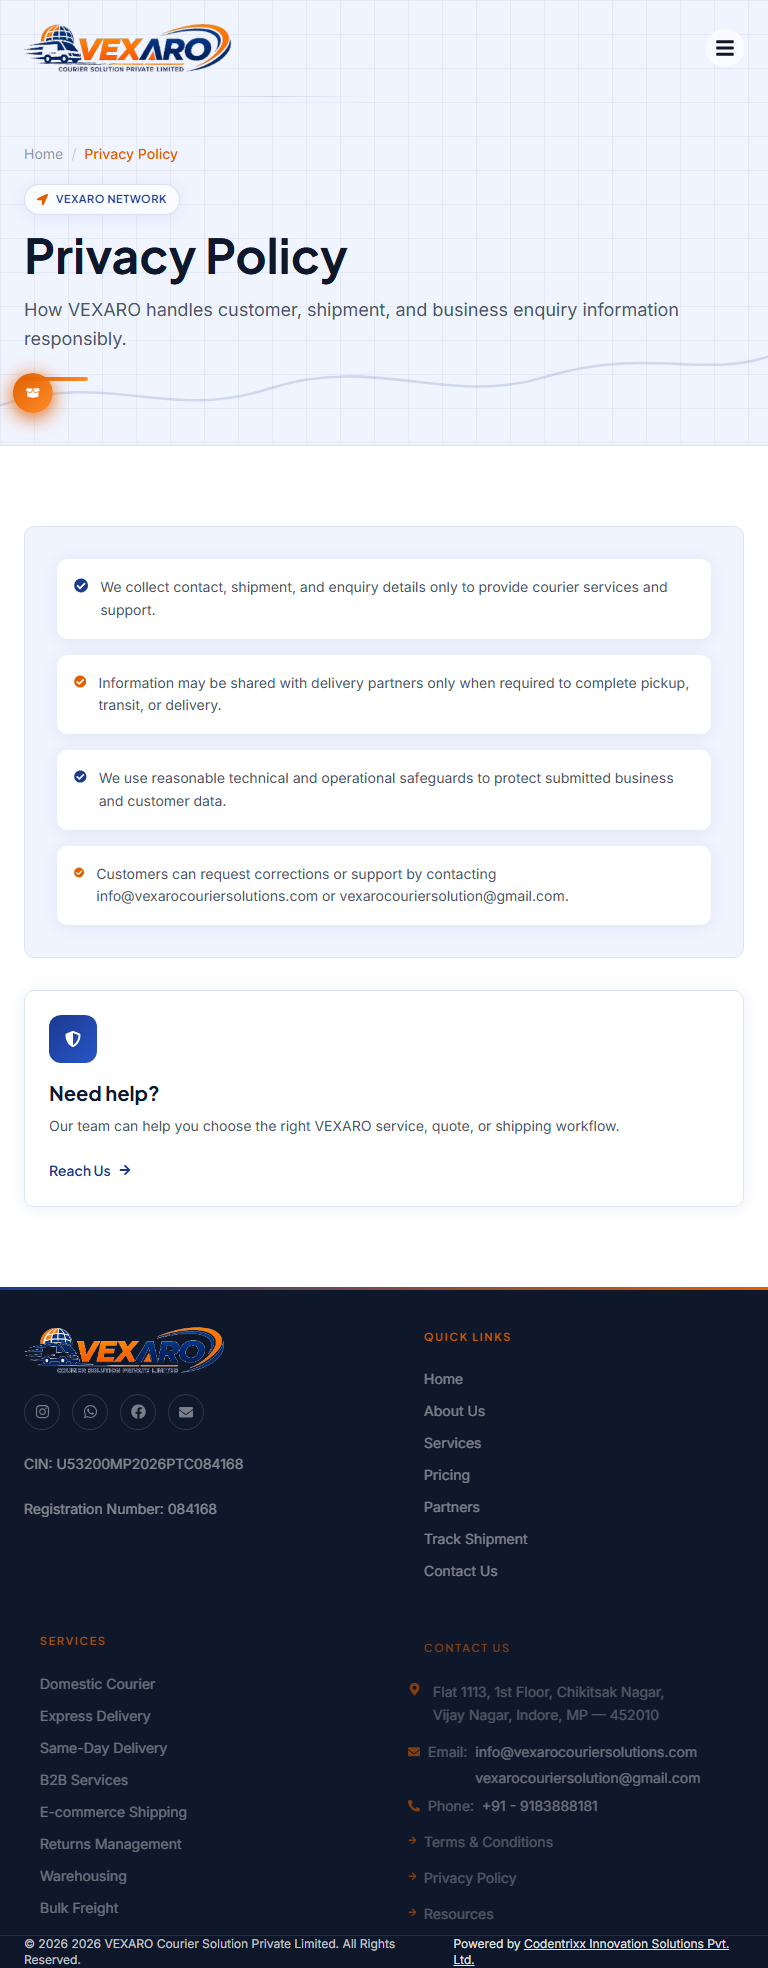 VEXARO
COURIER SOLUTION PRIVATE LIMITED
Home / Privacy Policy
VEXARO NETWORK
Privacy Policy
How VEXARO handles customer, shipment, and business enquiry information
responsibly.
We collect contact, shipment, and enquiry details only to provide courier services and
support.
Information may be shared with delivery partners only when required to complete pickup,
transit, or delivery.
We use reasonable technical and operational safeguards to protect submitted business
and customer data.
Customers can request corrections or support by contacting
info@vexarocouriersolutions.com or vexarocouriersolution@gmail.com.
Need help?
Our team can help you choose the right VEXARO service, quote, or shipping workflow.
Reach Us
VEXARO
COURIER SOLUTION PRIVATE LIMITED
CIN: U53200MP2026PTC084168
Registration Number: 084168
QUICK LINKS
Home
About Us
Services
Pricing
Partners
Track Shipment
Contact Us
SERVICES
Domestic Courier
Express Delivery
Same-Day Delivery
B2B Services
E-commerce Shipping
Returns Management
Warehousing
Bulk Freight
CONTACT US
Flat 1113, 1st Floor, Chikitsak Nagar,
Vijay Nagar, Indore, MP — 452010
Email: info@vexarocouriersolutions.com
vexarocouriersolution@gmail.com
Phone: +91 - 9183888181
Terms & Conditions
Privacy Policy
Resources
© 2026 2026 VEXARO Courier Solution Private Limited. All Rights
Reserved.
Powered by Codentrixx Innovation Solutions Pvt.
Ltd.